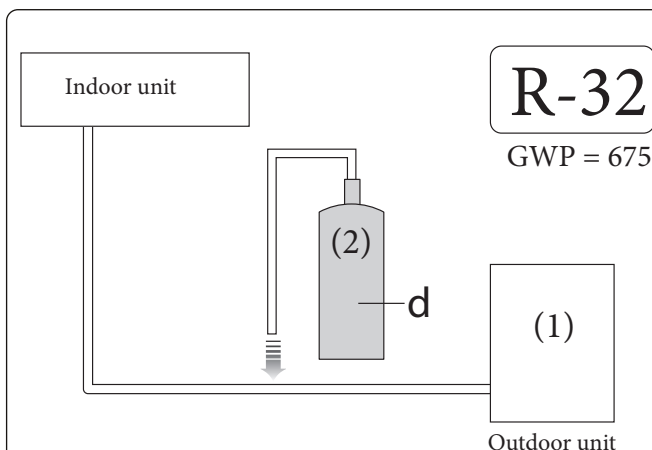 Indoor unit
R-32
GWP = 675
(2)
d
(1)
Outdoor unit